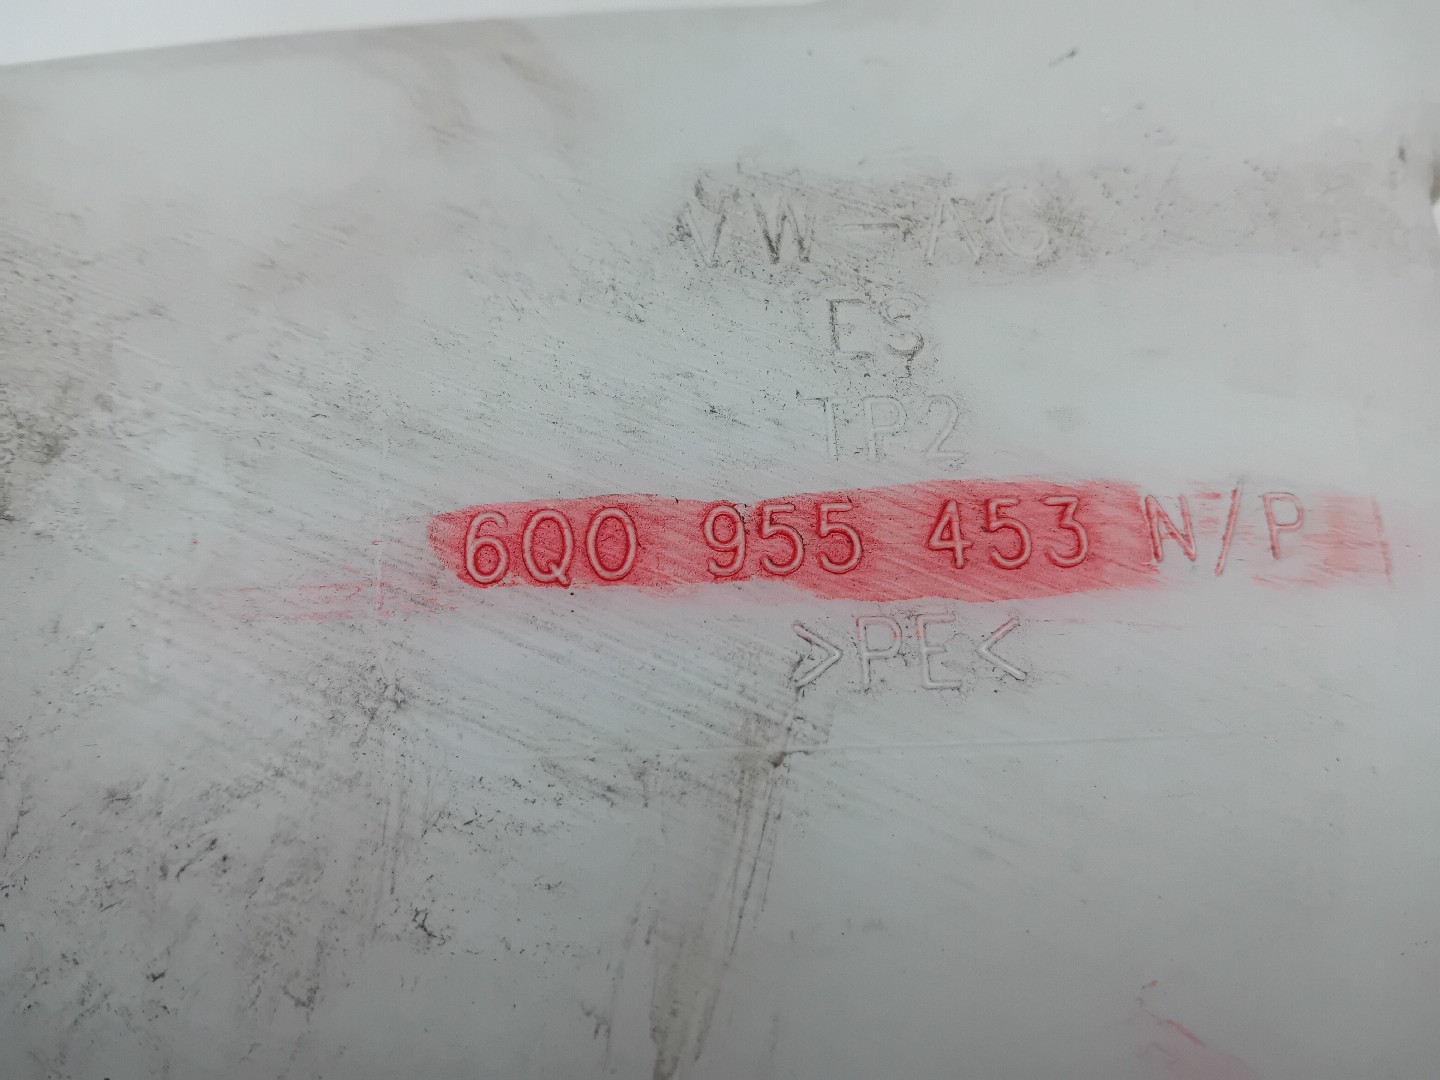 VW-AG
ES
TP2
6Q0 955 453 N/P
>PE<